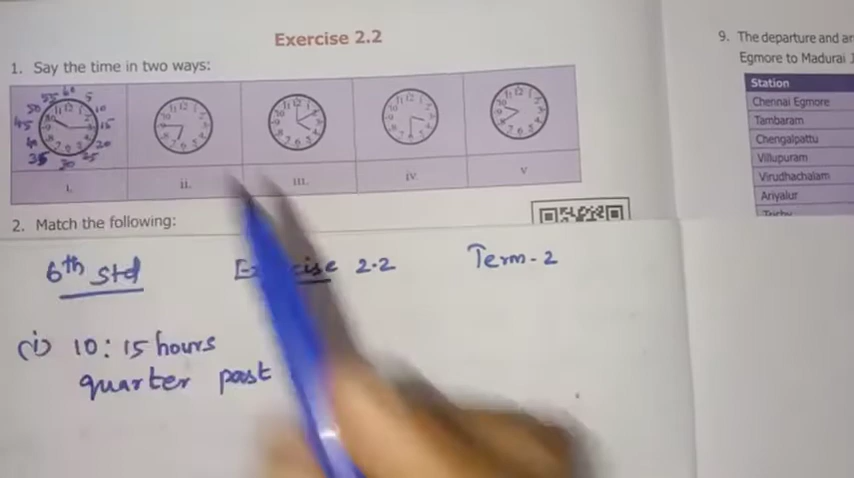 Exercise 2.2
1. Say the time in two ways:
i.
ii.
iii.
iv.
v
2. Match the following:
9. The departure and ar
Egmore to Madurai
Station
Chennai Egmore
Tambaram
Chengalpattu
Villupuram
Virudhachalam
Ariyalur
Trichy
6th Std
2.2
Term-2
(i) 10:15 hours
quarter past